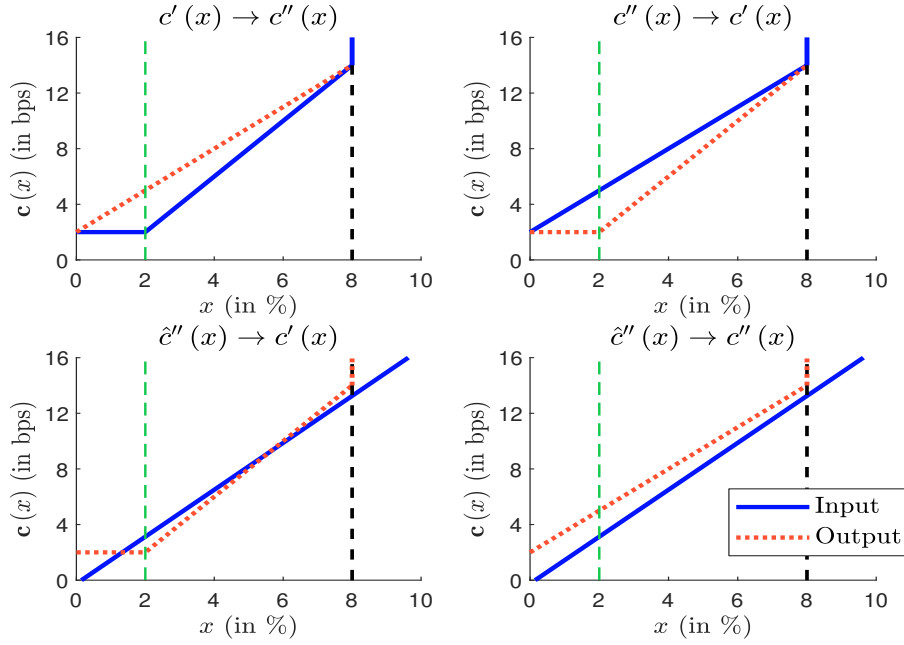 c′ (x) → c″ (x)
16
12
8
4
0
c (x) (in bps)
0 2 4 6 8 10
x (in %)
c″ (x) → c′ (x)
16
12
8
4
0
c (x) (in bps)
0 2 4 6 8 10
x (in %)
ĉ″ (x) → c′ (x)
16
12
8
4
0
c (x) (in bps)
0 2 4 6 8 10
x (in %)
ĉ″ (x) → c″ (x)
16
12
8
4
0
c (x) (in bps)
0 2 4 6 8 10
x (in %)
Input
Output